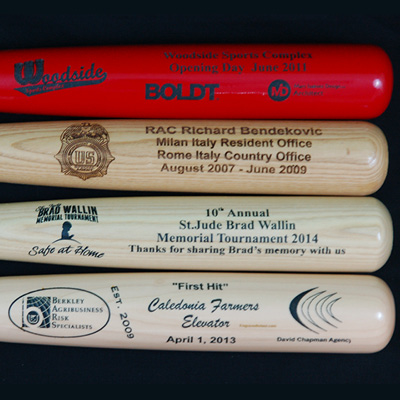 Woodside
Woodside Sports Complex
Opening Day, June 2011
BOLDT
RAC Richard Bendekovic
Milan Italy Resident Office
Rome Italy Country Office
August 2007 - June 2009
US
BRAD WALLIN
MEMORIAL TOURNAMENT
Safe at Home
10th Annual
St.Jude Brad Wallin
Memorial Tournament 2014
Thanks for sharing Brad's memory with us
BERKLEY
AGRIBUSINESS
RISK
SPECIALISTS
EST. 2009
"First Hit"
Caledonia Farmers
Elevator
April 1, 2013
David Chapman Agency